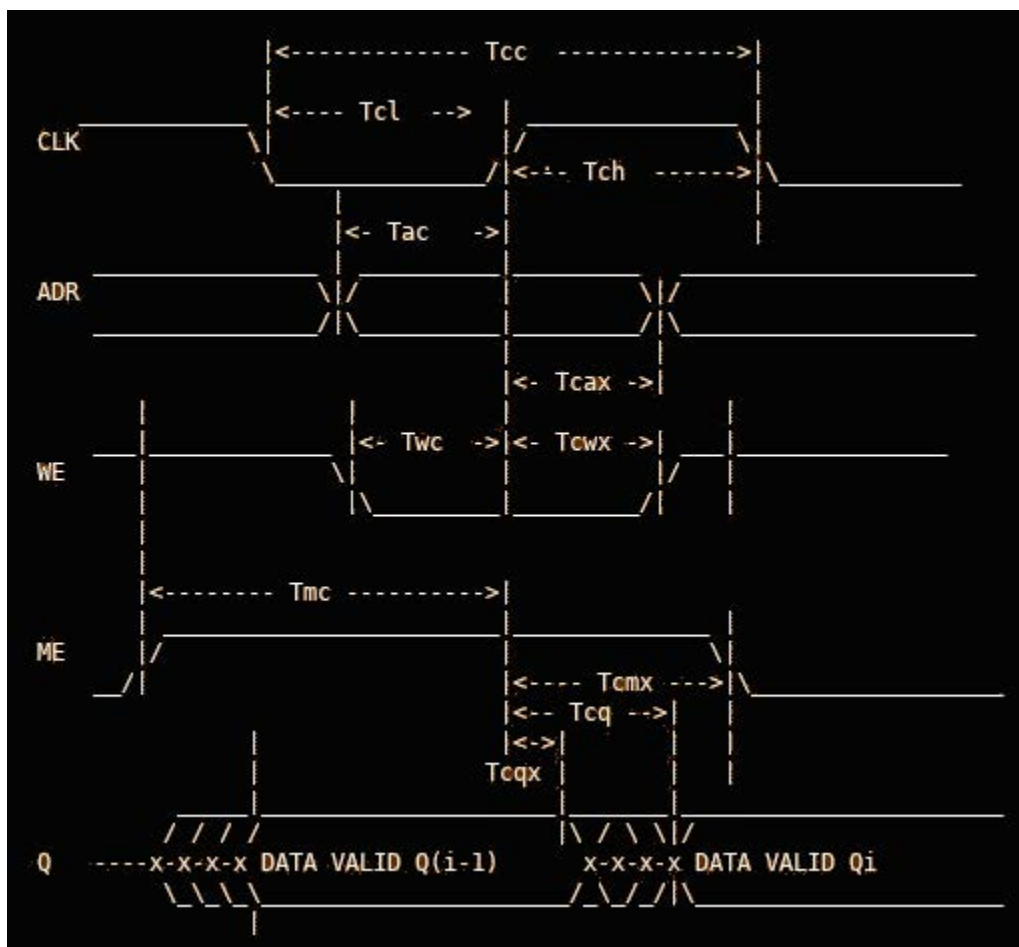 Tcc
Tcl
CLK
Tch
Tac
ADR
Tcax
Twc Tcwx
WE
Tmc
ME
Tcmx
Tcq
Tcqx
Q ----x-x-x-x DATA VALID Q(i-1) x-x-x-x DATA VALID Qi